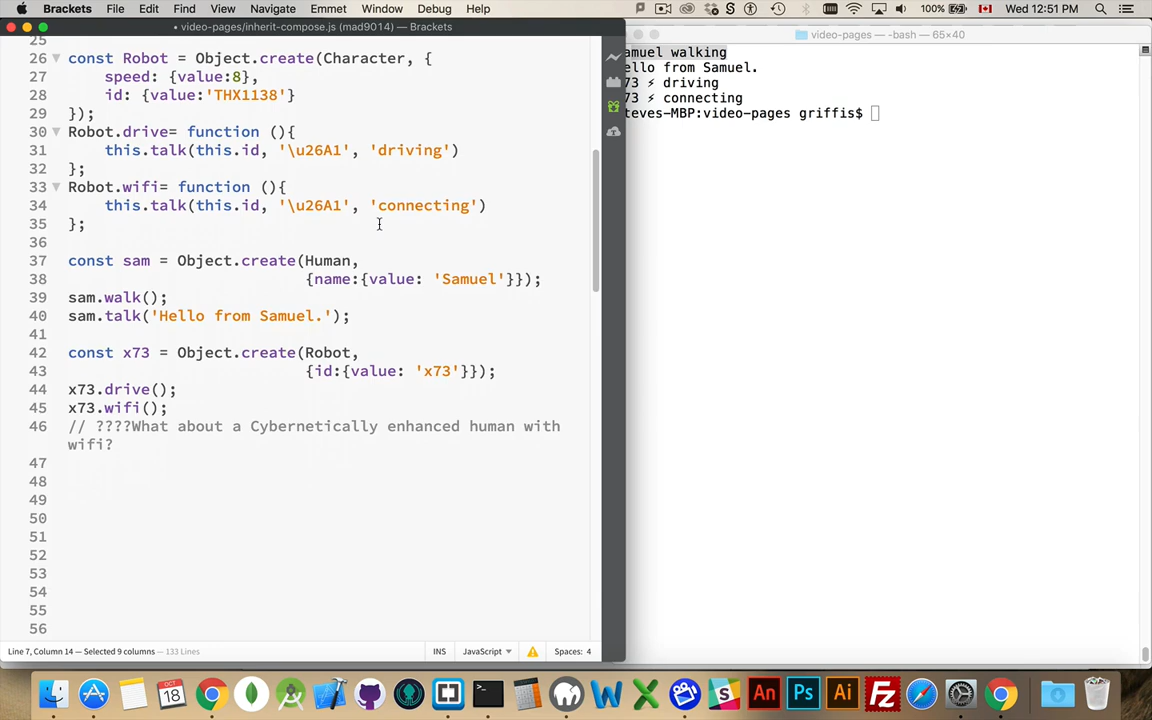 Brackets File Edit Find View Navigate Emmet Window Debug Help 100% Wed 12:51 PM
• video-pages/inherit-compose.js (mad9014) — Brackets
video-pages — -bash — 65×40
25
26 const Robot = Object.create(Character, {
27 speed: {value:8},
28 id: {value:'THX1138'}
29 });
30 Robot.drive= function (){
31 this.talk(this.id, '\u26A1', 'driving')
32 };
33 Robot.wifi= function (){
34 this.talk(this.id, '\u26A1', 'connecting')
35 };
36
37 const sam = Object.create(Human,
38 {name:{value: 'Samuel'}});
39 sam.walk();
40 sam.talk('Hello from Samuel.');
41
42 const x73 = Object.create(Robot,
43 {id:{value: 'x73'}});
44 x73.drive();
45 x73.wifi();
46 // ????What about a Cybernetically enhanced human with
wifi?
47
48
49
50
51
52
53
54
55
56
Line 7, Column 14 — Selected 9 columns — 133 Lines
INS JavaScript Spaces: 4
amuel walking
ello from Samuel.
73 ⚡ driving
73 ⚡ connecting
teves-MBP:video-pages griffis$
OCT
18
An Ps Ai Fz